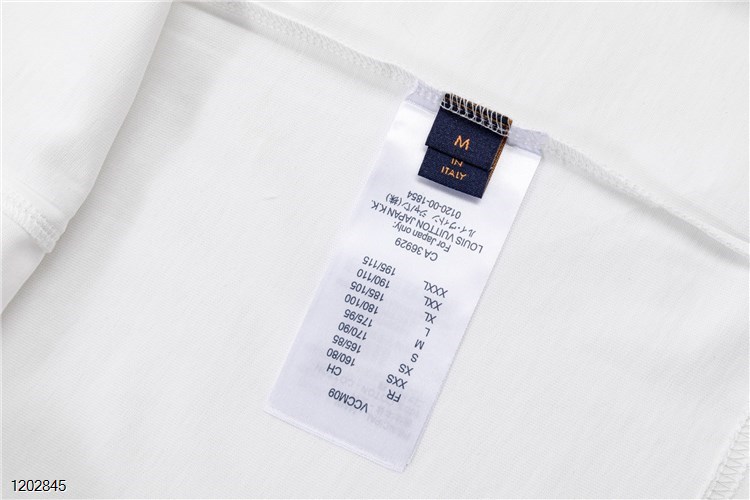 M
IN
ITALY
VCCM09
FR CH
XXS 160/80
XS 165/85
S 170/90
M 175/95
L 180/100
XL 185/105
XXL 190/110
XXXL 195/115
CA 36929
For Japan only:
LOUIS VUITTON JAPAN K.K.
ルイ・ヴィトン ジャパン(株)
0120-00-1854
1202845